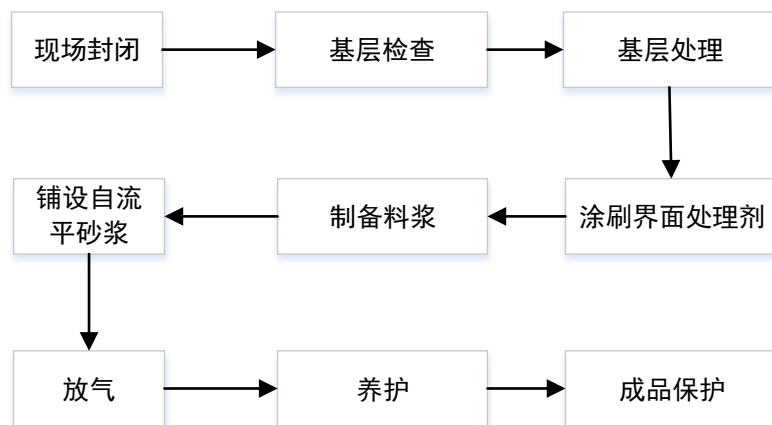 现场封闭
基层检查
基层处理
涂刷界面处理剂
制备料浆
铺设自流
平砂浆
放气
养护
成品保护